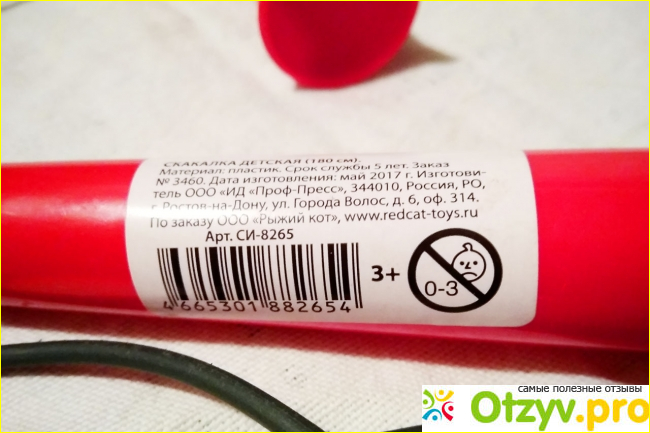 СКАКАЛКА ДЕТСКАЯ (180 см).
Материал: пластик. Срок службы 5 лет. Заказ
№ 3460. Дата изготовления: май 2017 г. Изготови-
тель ООО «ИД «Проф-Пресс», 344010, Россия, РО,
г. Ростов-на-Дону, ул. Города Волос, д. 6, оф. 314.
По заказу ООО «Рыжий кот», www.redcat-toys.ru
Арт. СИ-8265
3+
0-3
4 665301 882654
самые полезные отзывы
Otzyv.pro